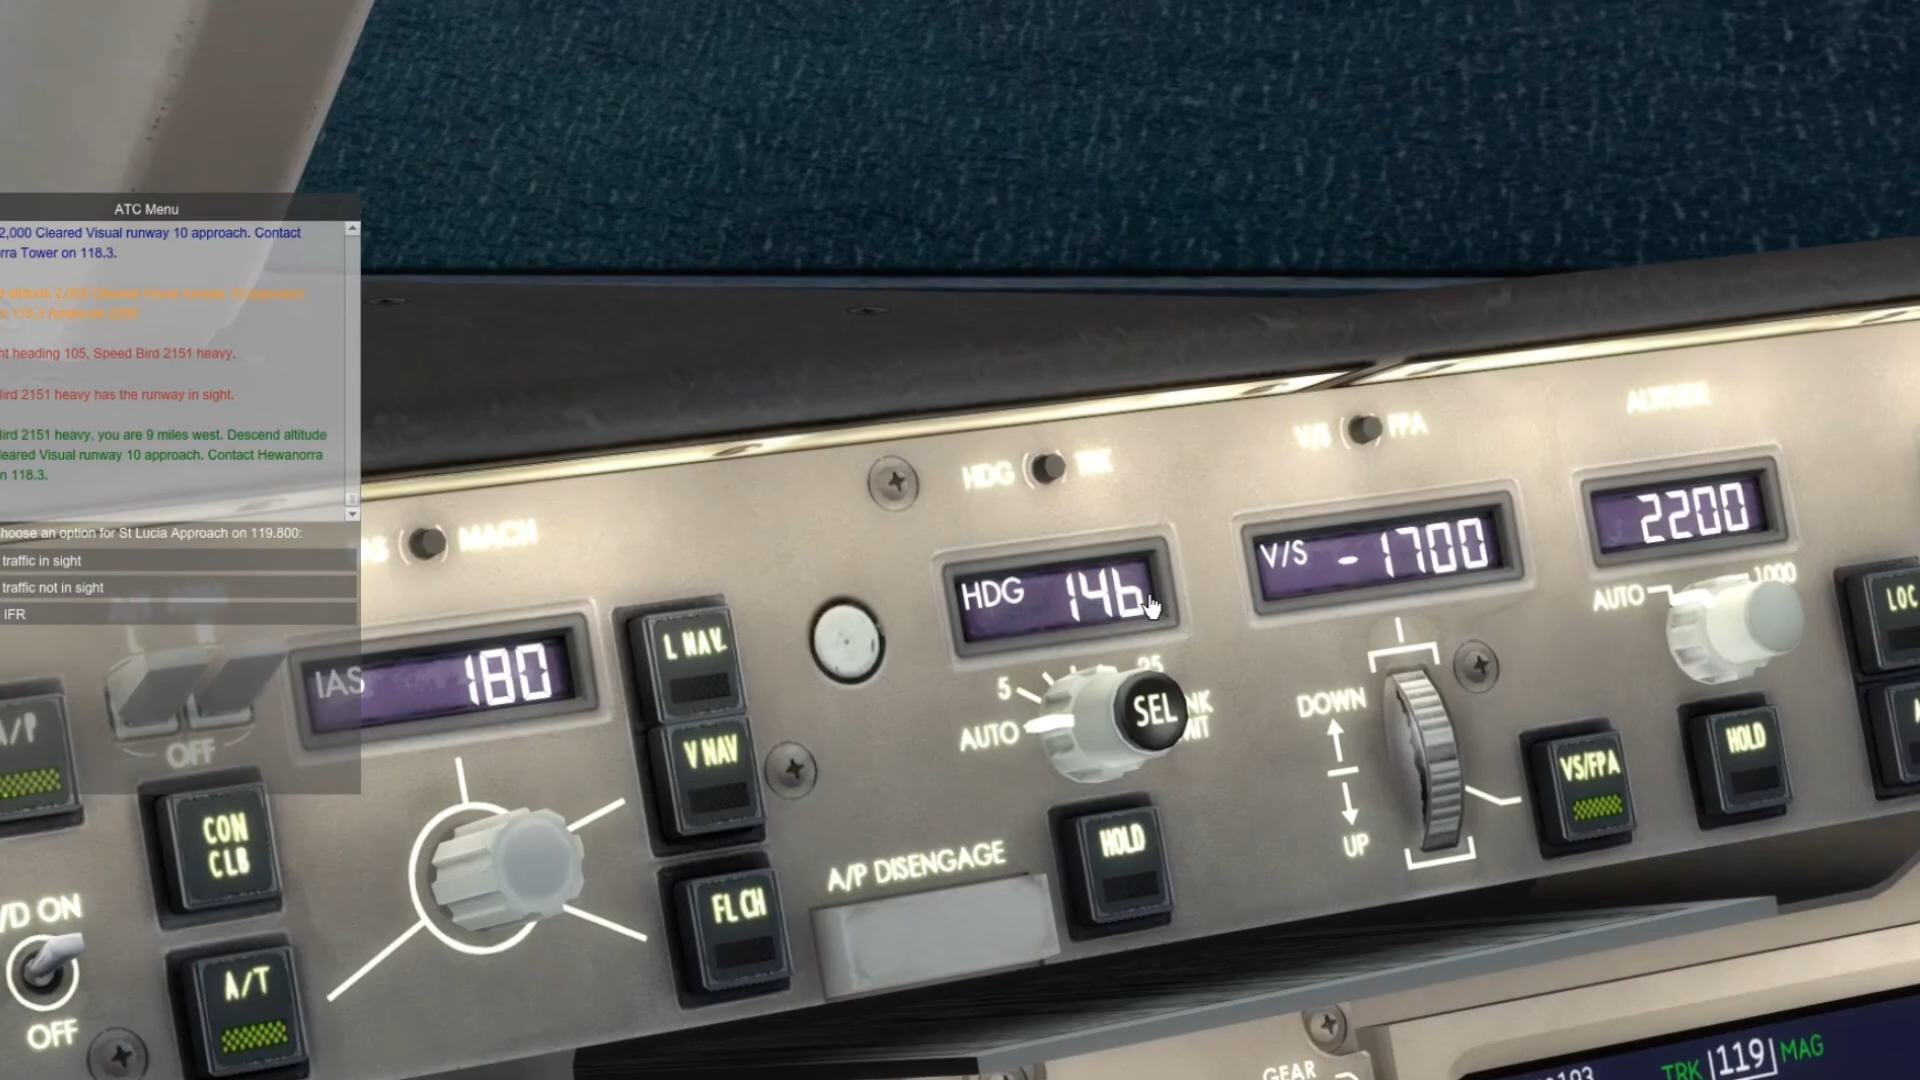 ATC Menu
2,000 Cleared Visual runway 10 approach. Contact
rra Tower on 118.3.
ht heading 105, Speed Bird 2151 heavy.
Bird 2151 heavy has the runway in sight.
Bird 2151 heavy, you are 9 miles west. Descend altitude
leared Visual runway 10 approach. Contact Hewanorra
n 118.3.
hoose an option for St Lucia Approach on 119.800:
traffic in sight
traffic not in sight
IFR
MACH
HDG
V/S FPA
ALTITUDE
IAS 180
HDG 146
V/S -1700
2200
L NAV
V NAV
FL CH
5
25
AUTO
SEL
AUTO
1000
LOC
DOWN
UP
VS/FPA
HOLD
HOLD
A/P
OFF
CON
CLB
A/P DISENGAGE
/D ON
OFF
A/T
GEAR
TRK 119 MAG